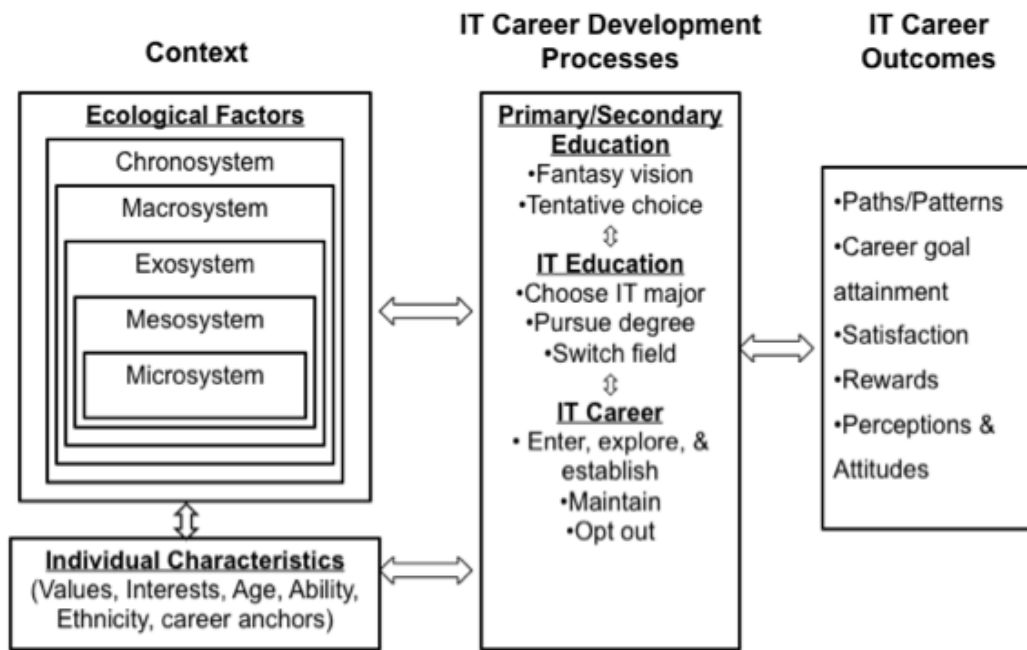 Context
Ecological Factors
Chronosystem
Macrosystem
Exosystem
Mesosystem
Microsystem
Individual Characteristics
(Values, Interests, Age, Ability,
Ethnicity, career anchors)
IT Career Development
Processes
Primary/Secondary
Education
•Fantasy vision
•Tentative choice
IT Education
•Choose IT major
•Pursue degree
•Switch field
IT Career
• Enter, explore, &
establish
•Maintain
•Opt out
IT Career
Outcomes
•Paths/Patterns
•Career goal
attainment
•Satisfaction
•Rewards
•Perceptions &
Attitudes